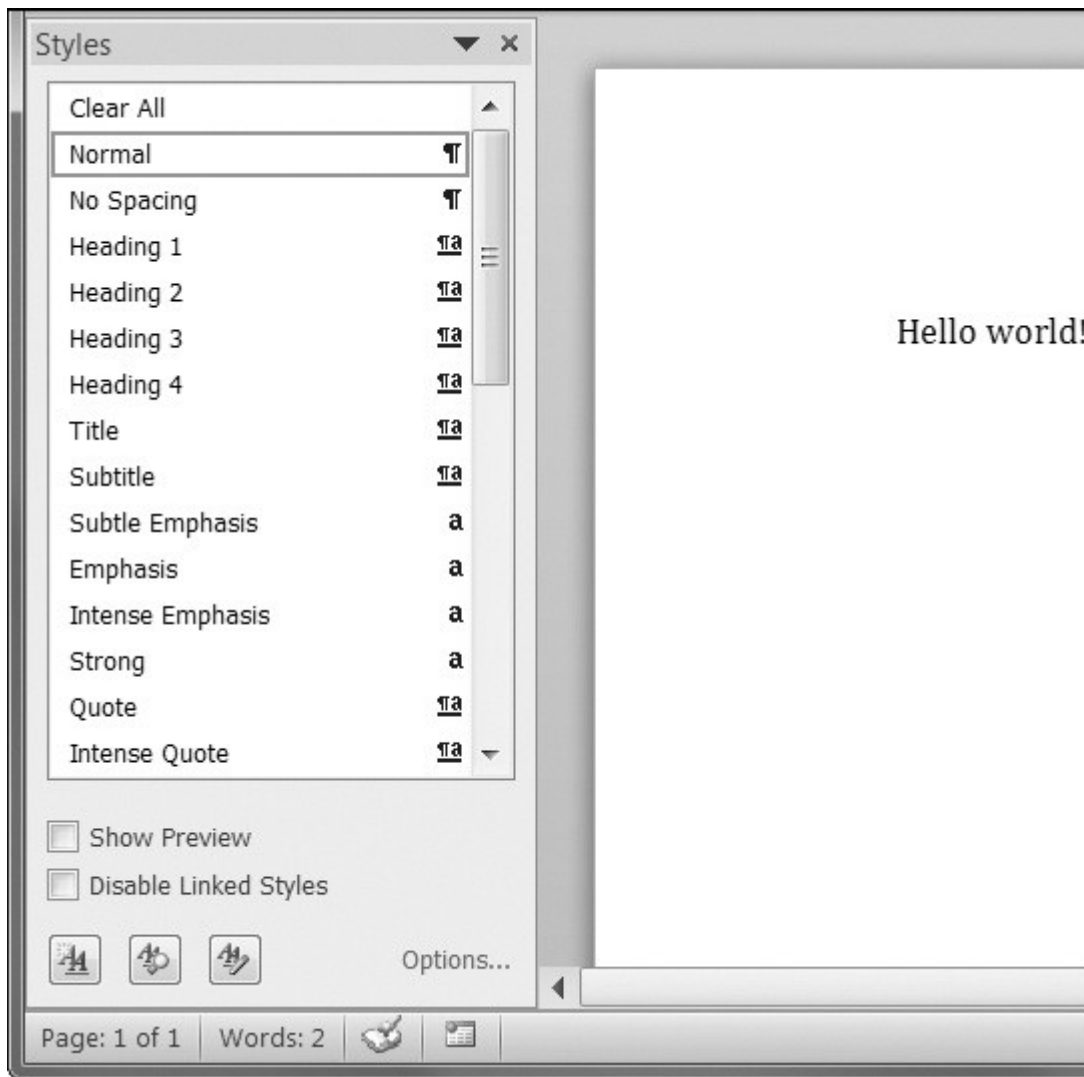 Styles
Clear All
Normal ¶
No Spacing ¶
Heading 1 ¶a
Heading 2 ¶a
Heading 3 ¶a
Heading 4 ¶a
Title ¶a
Subtitle ¶a
Subtle Emphasis a
Emphasis a
Intense Emphasis a
Strong a
Quote ¶a
Intense Quote ¶a
Show Preview
Disable Linked Styles
Options...
Page: 1 of 1 Words: 2
Hello world!